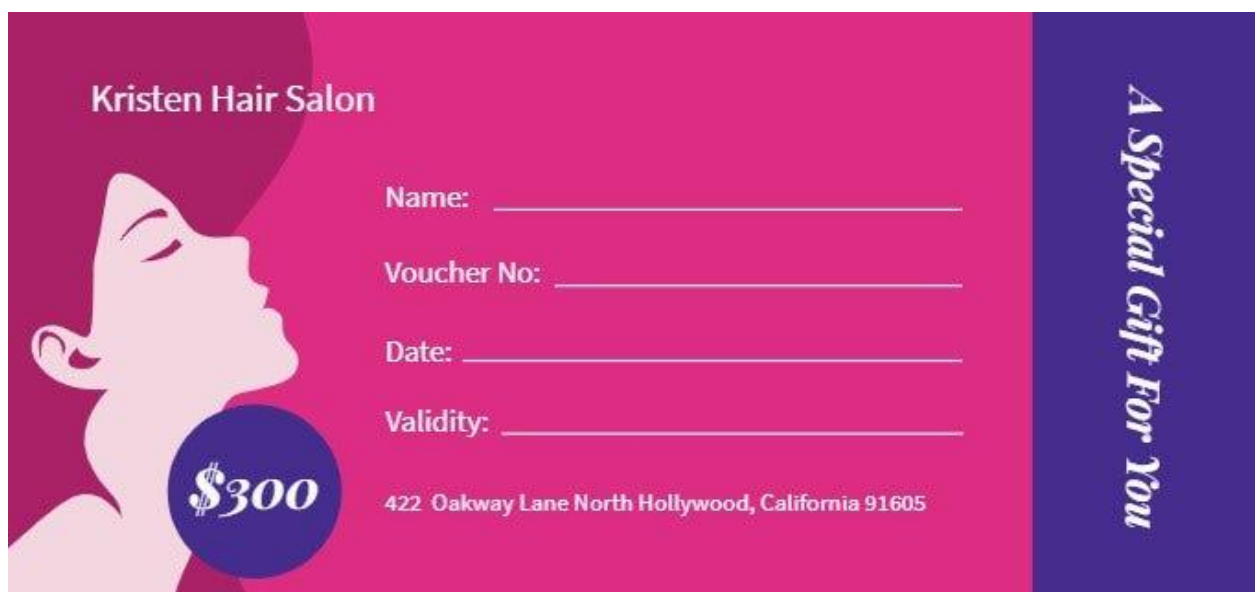 Kristen Hair Salon
Name:
Voucher No:
Date:
Validity:
$300
422 Oakway Lane North Hollywood, California 91605
A Special Gift For You